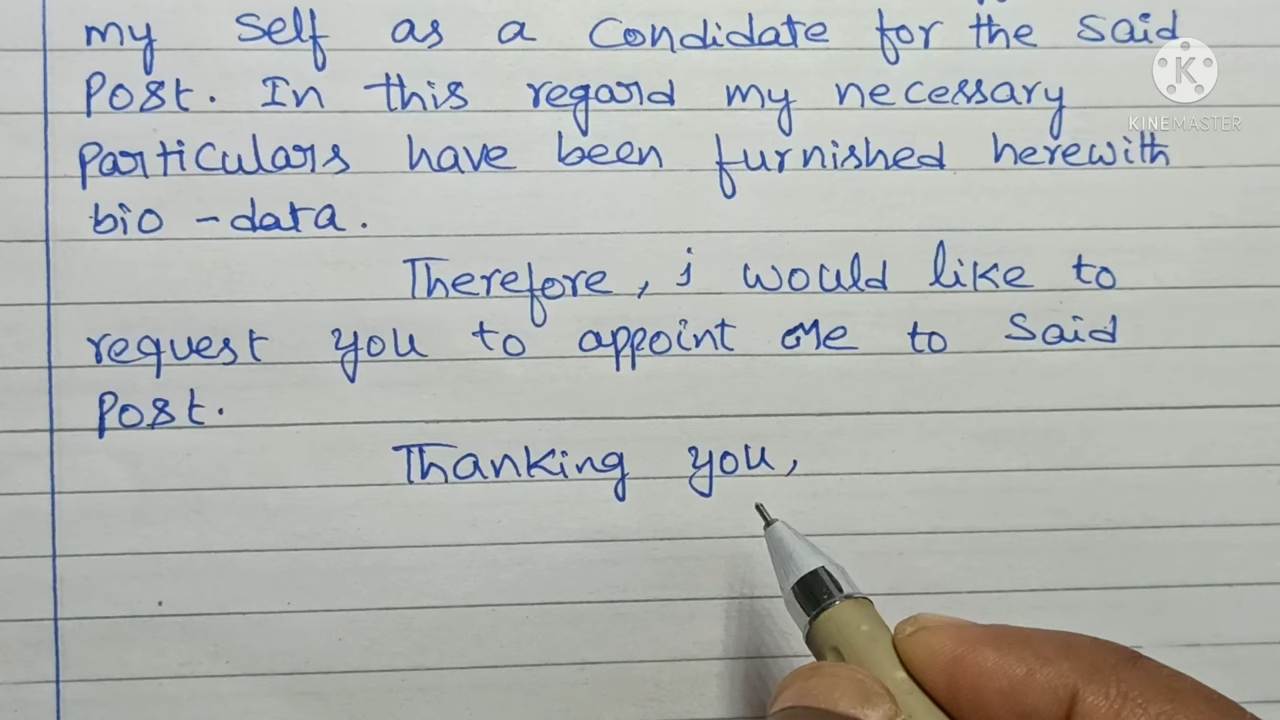 my Self as a Condidate for the Said
Post. In this regard my necessary
Particulars have been furnished herewith
bio-data.
Therefore, i would like to
request you to appoint me to Said
Post.
Thanking you,
K
KINEMASTER